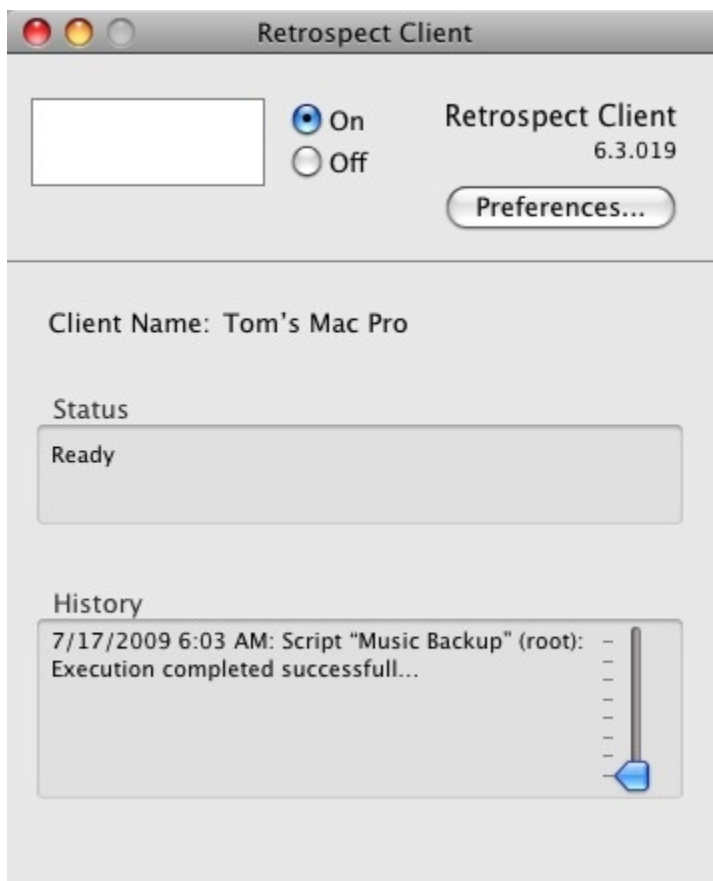 Retrospect Client
On
Off
Retrospect Client
6.3.019
Preferences...
Client Name: Tom’s Mac Pro
Status
Ready
History
7/17/2009 6:03 AM: Script “Music Backup” (root):
Execution completed successfull...